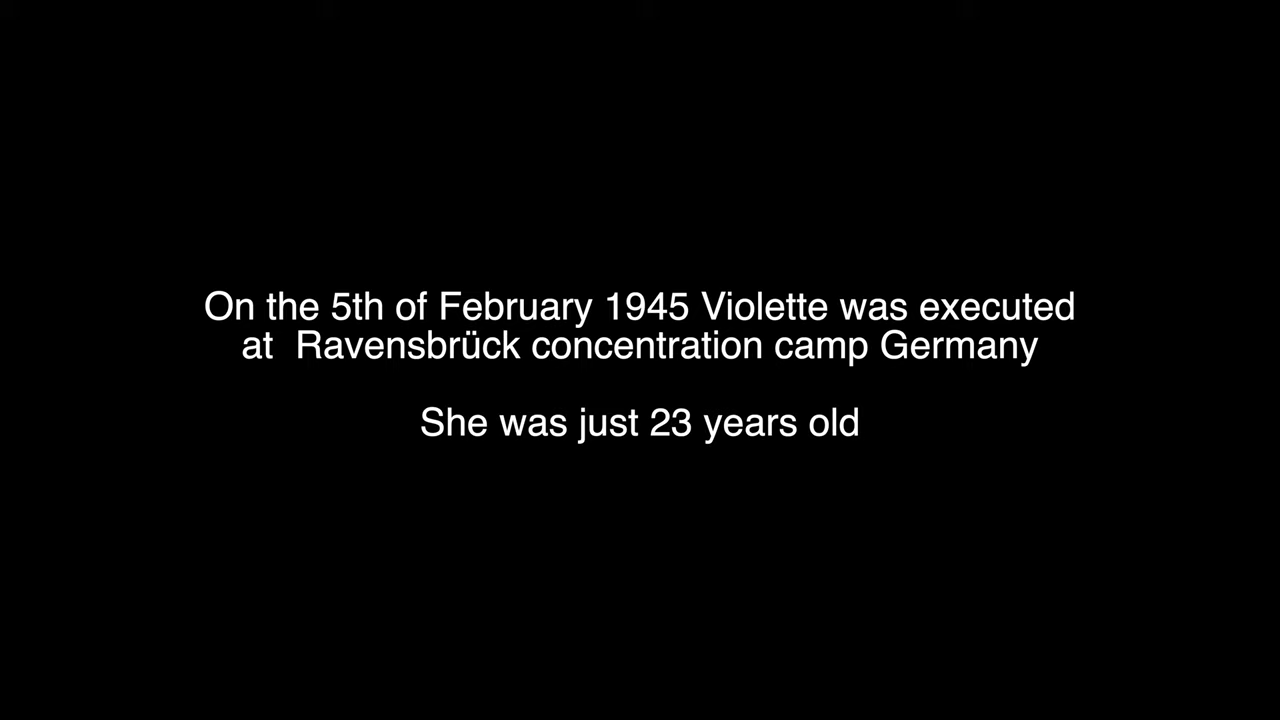 On the 5th of February 1945 Violette was executed
at  Ravensbrück concentration camp Germany
She was just 23 years old